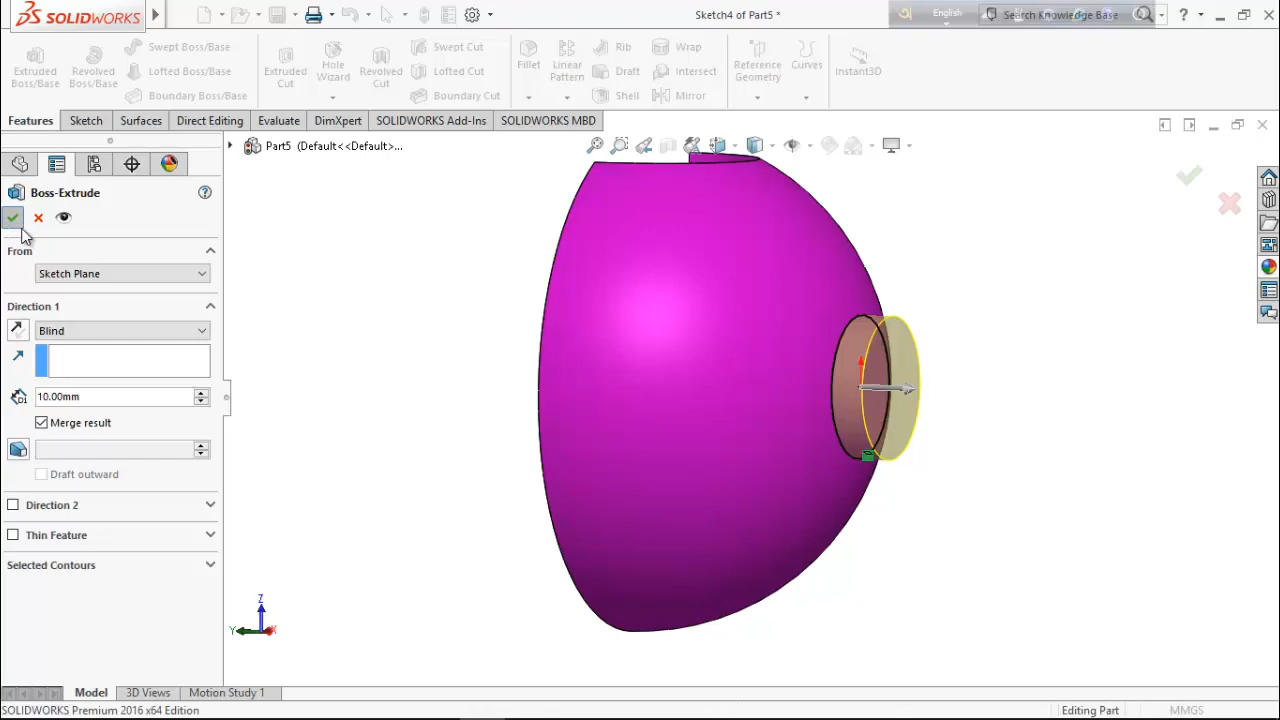 SOLIDWORKS
Sketch4 of Part5 *
English
Search Knowledge Base
?
Extruded Boss/Base
Revolved Boss/Base
Swept Boss/Base
Lofted Boss/Base
Boundary Boss/Base
Extruded Cut
Hole Wizard
Revolved Cut
Swept Cut
Lofted Cut
Boundary Cut
Fillet
Linear Pattern
Rib
Draft
Shell
Wrap
Intersect
Mirror
Reference Geometry
Curves
Instant3D
Features
Sketch
Surfaces
Direct Editing
Evaluate
DimXpert
SOLIDWORKS Add-Ins
SOLIDWORKS MBD
Part5 (Default<<Default>...
Boss-Extrude
?
From
Sketch Plane
Direction 1
Blind
10.00mm
Merge result
Draft outward
Direction 2
Thin Feature
Selected Contours
Z
Y
X
Model
3D Views
Motion Study 1
SOLIDWORKS Premium 2016 x64 Edition
Editing Part
MMGS